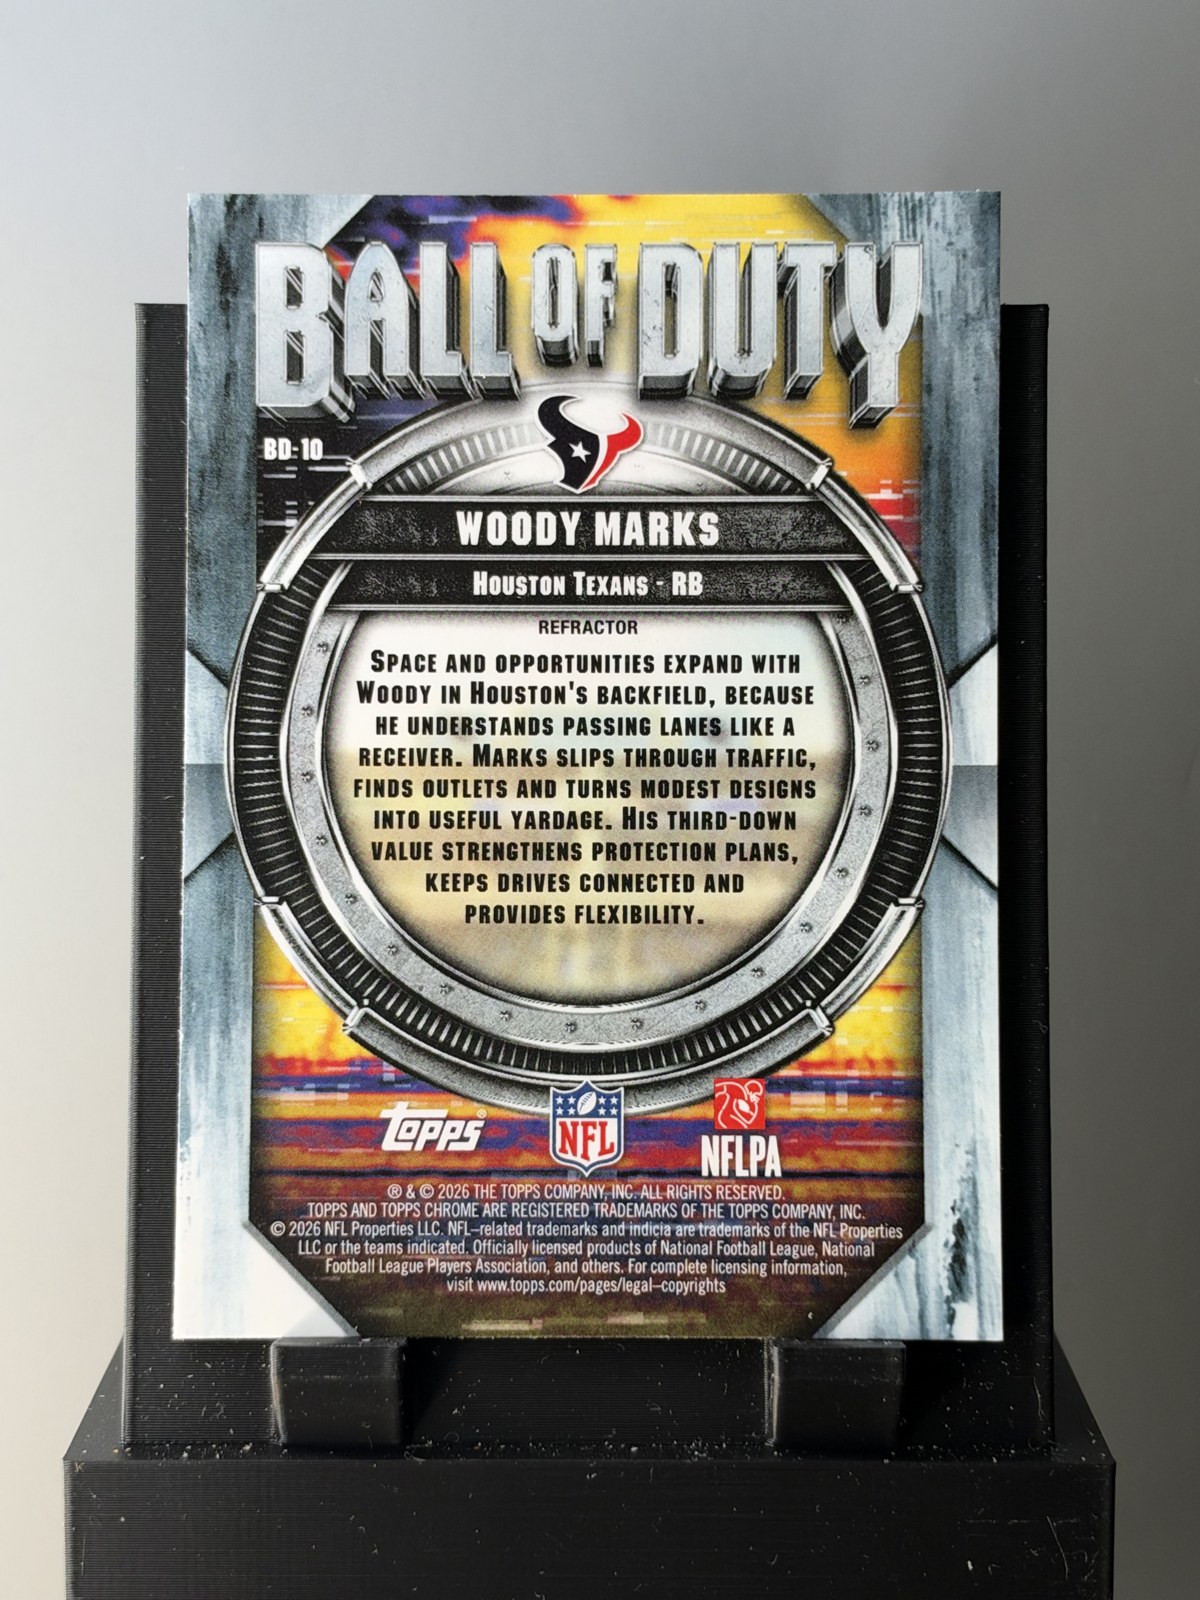 BALL OF DUTY
BD-10
WOODY MARKS
HOUSTON TEXANS - RB
REFRACTOR
SPACE AND OPPORTUNITIES EXPAND WITH
WOODY IN HOUSTON'S BACKFIELD, BECAUSE
HE UNDERSTANDS PASSING LANES LIKE A
RECEIVER. MARKS SLIPS THROUGH TRAFFIC,
FINDS OUTLETS AND TURNS MODEST DESIGNS
INTO USEFUL YARDAGE. HIS THIRD-DOWN
VALUE STRENGTHENS PROTECTION PLANS,
KEEPS DRIVES CONNECTED AND
PROVIDES FLEXIBILITY.
topps®
NFL
NFLPA
® & © 2026 THE TOPPS COMPANY, INC. ALL RIGHTS RESERVED.
TOPPS AND TOPPS CHROME ARE REGISTERED TRADEMARKS OF THE TOPPS COMPANY, INC.
© 2026 NFL Properties LLC. NFL-related trademarks and indicia are trademarks of the NFL Properties
LLC or the teams indicated. Officially licensed products of National Football League, National
Football League Players Association, and others. For complete licensing information,
visit www.topps.com/pages/legal-copyrights